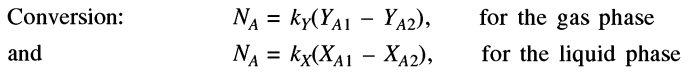 Conversion: N_A = k_Y(Y_A1 – Y_A2), for the gas phase
and N_A = k_X(X_A1 – X_A2), for the liquid phase